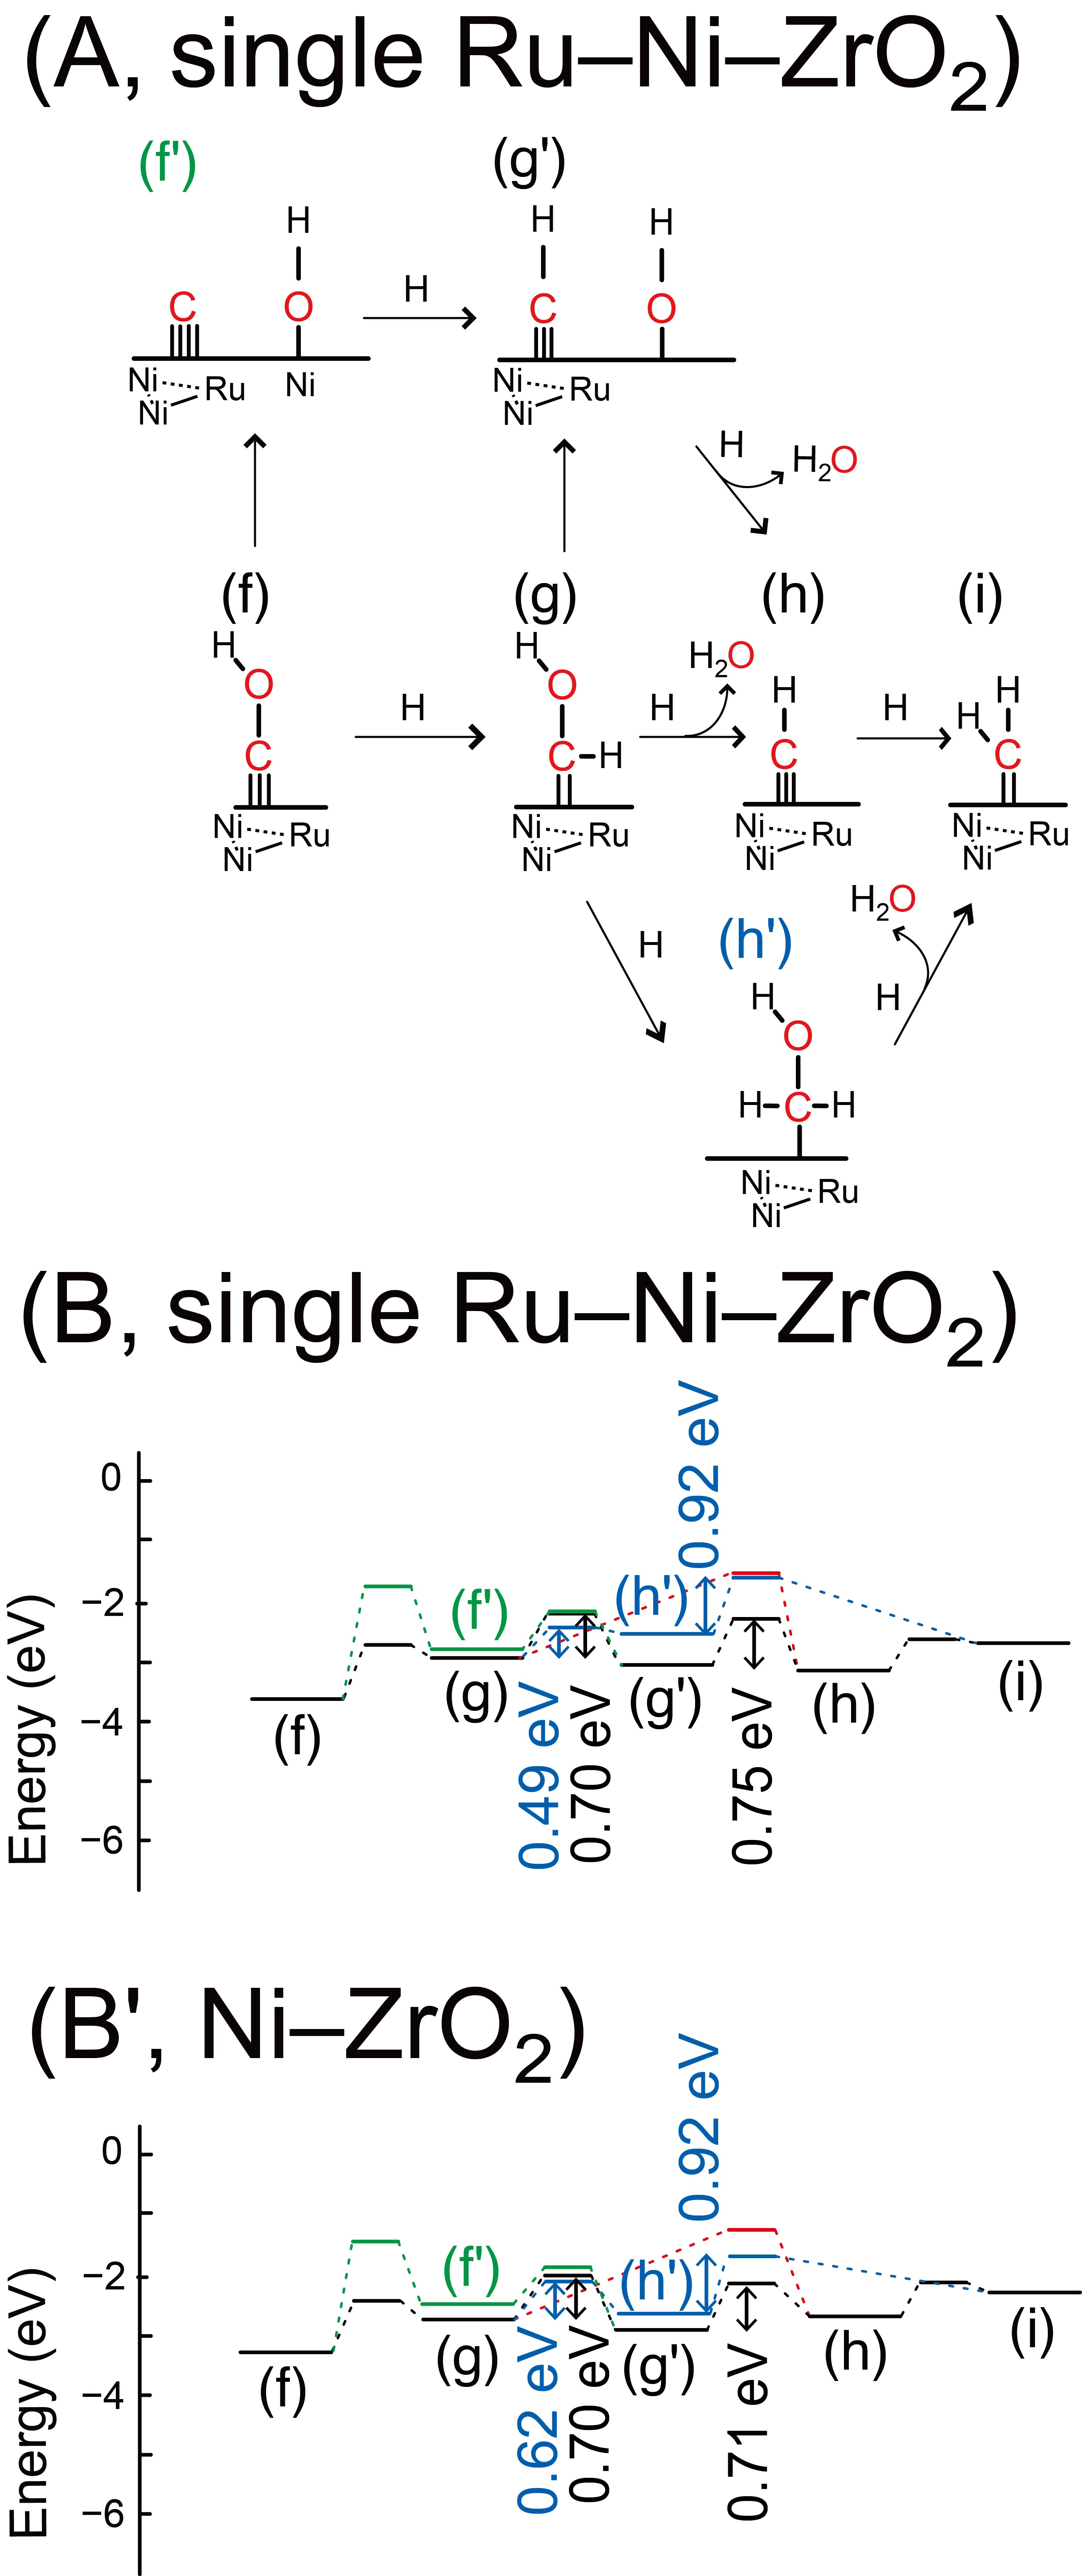 (A, single Ru–Ni–ZrO2)
(f')
(g')
H
H
H
H
C
O
C
O
Ni
Ru
Ni
Ni
Ni
Ru
Ni
H
H2O
(f)
(g)
(h)
(i)
H
O
C
H
O
C
H
H
H
H2O
H
C
H
H
H
C
Ni
Ru
Ni
Ni
Ru
Ni
Ni
Ru
Ni
Ni
Ru
Ni
H
(h')
H2O
H
H
O
H
C
H
Ni
Ru
Ni
(B, single Ru–Ni–ZrO2)
Energy (eV)
0
−2
−4
−6
(f)
(f')
(g)
0.49 eV
0.70 eV
(h')
(g')
0.92 eV
0.75 eV
(h)
(i)
(B', Ni–ZrO2)
Energy (eV)
0
−2
−4
−6
(f)
(f')
(g)
0.62 eV
0.70 eV
(h')
(g')
0.92 eV
0.71 eV
(h)
(i)